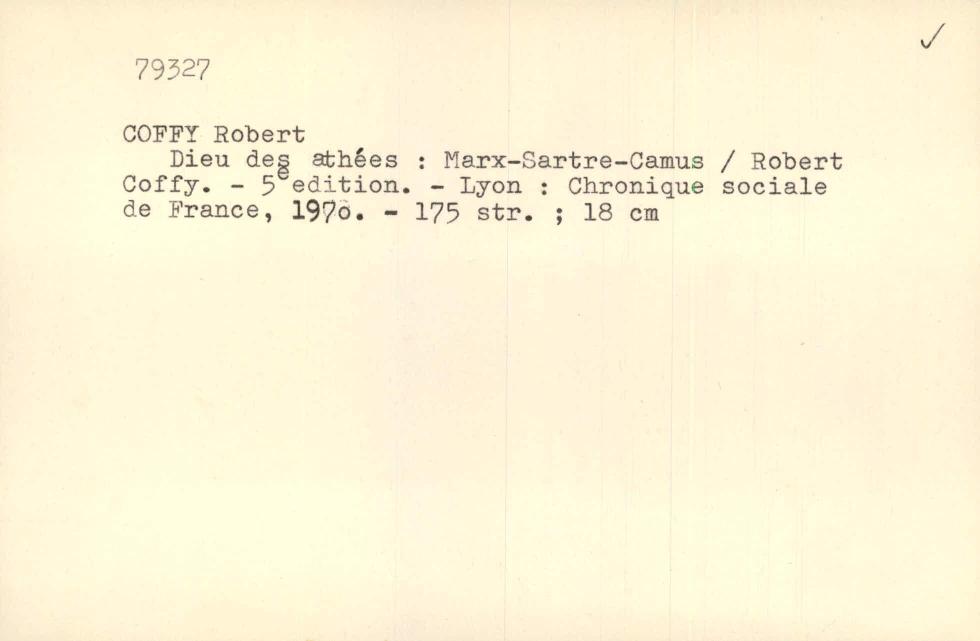 79327
COFFY Robert
Dieu des athées : Marx-Sartre-Camus / Robert
Coffy. - 5e edition. - Lyon : Chronique sociale
de France, 1970. - 175 str. ; 18 cm